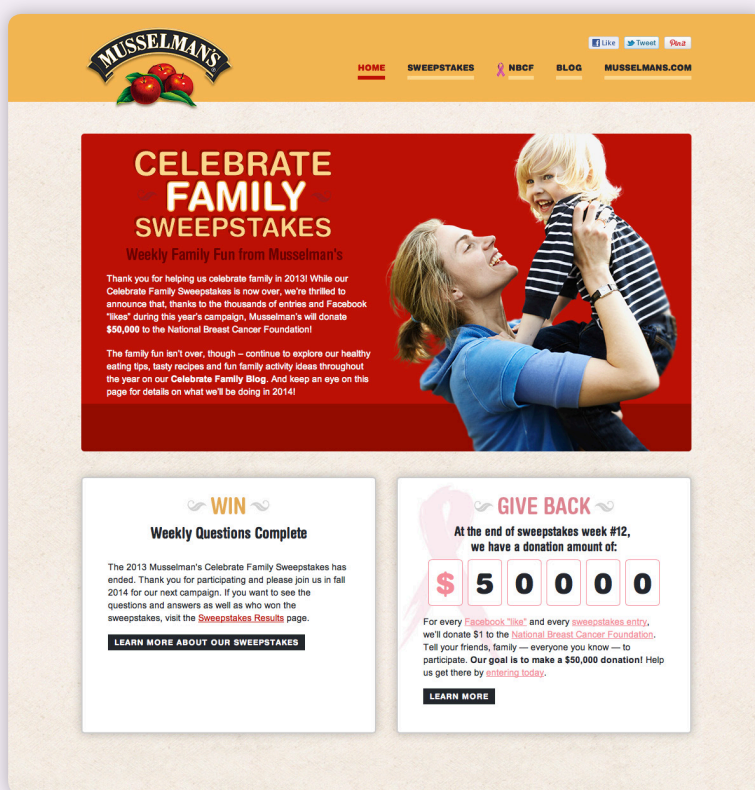 MUSSELMAN'S
Like
Tweet
Pin it
HOME
SWEEPSTAKES
NBCF
BLOG
MUSSELMANS.COM
CELEBRATE
FAMILY
SWEEPSTAKES
Weekly Family Fun from Musselman's
Thank you for helping us celebrate family in 2013! While our
Celebrate Family Sweepstakes is now over, we're thrilled to
announce that, thanks to the thousands of entries and Facebook
"likes" during this year's campaign, Musselman's will donate
$50,000 to the National Breast Cancer Foundation!
The family fun isn't over, though – continue to explore our healthy
eating tips, tasty recipes and fun family activity ideas throughout
the year on our Celebrate Family Blog. And keep an eye on this
page for details on what we'll be doing in 2014!
WIN
Weekly Questions Complete
The 2013 Musselman's Celebrate Family Sweepstakes has
ended. Thank you for participating and please join us in fall
2014 for our next campaign. If you want to see the
questions and answers as well as who won the
sweepstakes, visit the Sweepstakes Results page.
LEARN MORE ABOUT OUR SWEEPSTAKES
GIVE BACK
At the end of sweepstakes week #12,
we have a donation amount of:
$ 5 0 0 0 0
For every Facebook "like" and every sweepstakes entry,
we'll donate $1 to the National Breast Cancer Foundation.
Tell your friends, family — everyone you know — to
participate. Our goal is to make a $50,000 donation! Help
us get there by entering today.
LEARN MORE